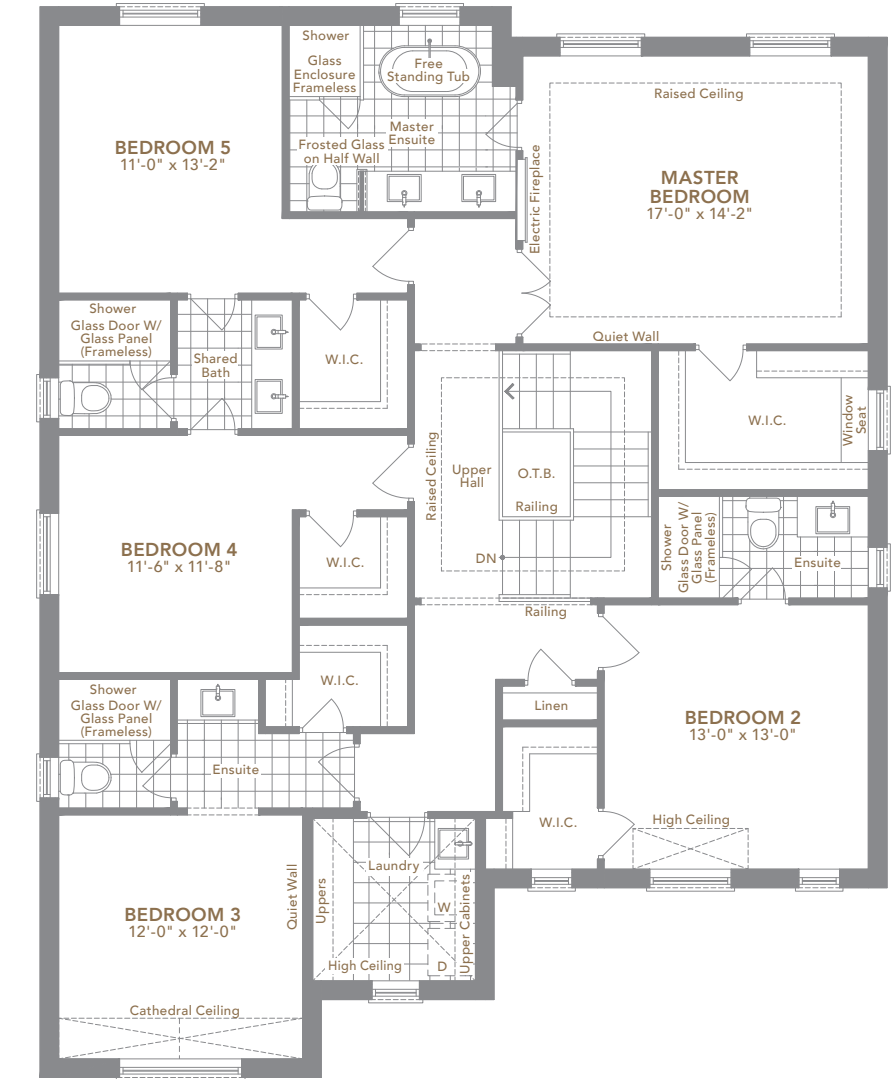 Shower
Glass
Enclosure
Frameless
Free
Standing Tub
Master
Ensuite
Frosted Glass
on Half Wall
BEDROOM 5
11'-0" x 13'-2"
Raised Ceiling
MASTER
BEDROOM
17'-0" x 14'-2"
Electric Fireplace
Quiet Wall
Shower
Glass Door W/
Glass Panel
(Frameless)
Shared
Bath
W.I.C.
W.I.C.
Window
Seat
Raised Ceiling
Upper
Hall
O.T.B.
Railing
DN
Railing
BEDROOM 4
11'-6" x 11'-8"
W.I.C.
Shower
Glass Door W/
Glass Panel
(Frameless)
Ensuite
W.I.C.
Shower
Glass Door W/
Glass Panel
(Frameless)
Ensuite
Linen
BEDROOM 2
13'-0" x 13'-0"
W.I.C.
High Ceiling
Quiet Wall
BEDROOM 3
12'-0" x 12'-0"
Cathedral Ceiling
Laundry
Uppers
W
D
Upper Cabinets
High Ceiling